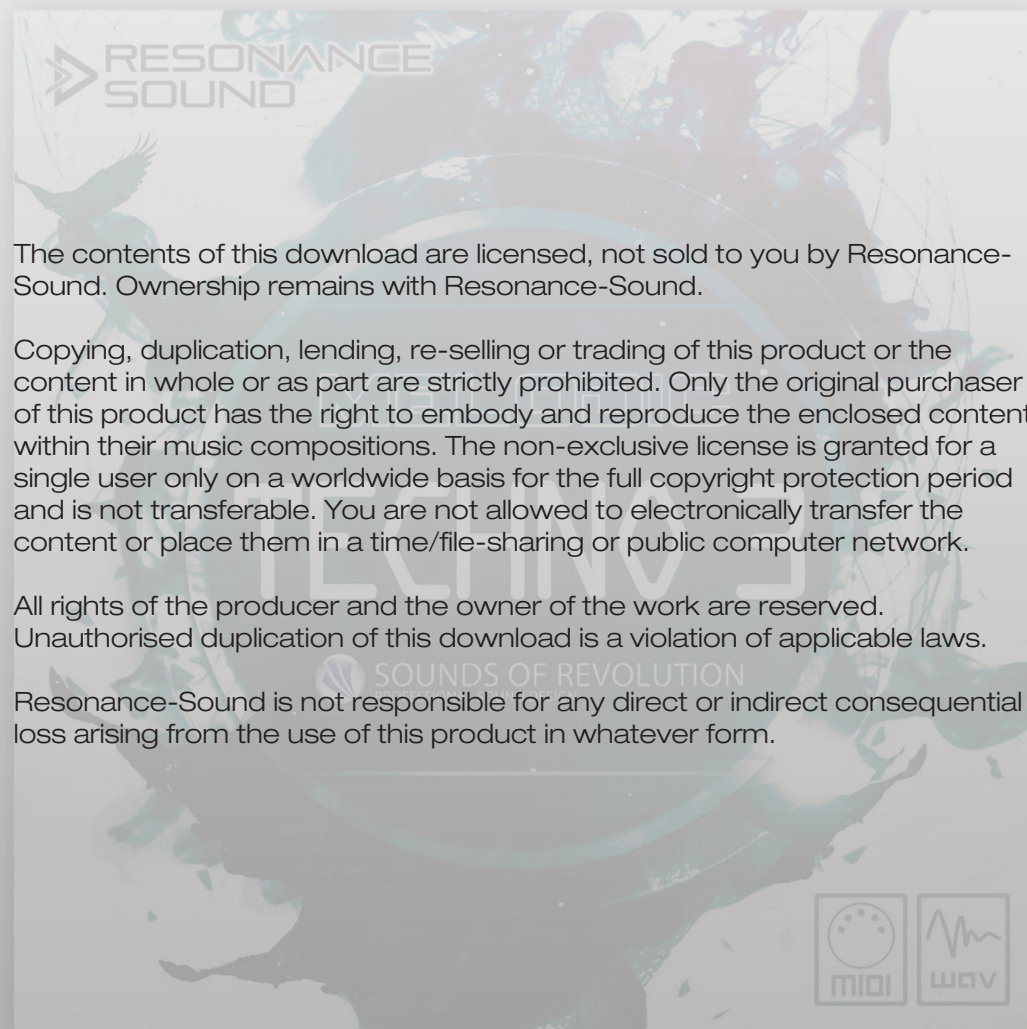 RESONANCE
SOUND
The contents of this download are licensed, not sold to you by Resonance-
Sound. Ownership remains with Resonance-Sound.
Copying, duplication, lending, re-selling or trading of this product or the
content in whole or as part are strictly prohibited. Only the original purchaser
of this product has the right to embody and reproduce the enclosed content
within their music compositions. The non-exclusive license is granted for a
single user only on a worldwide basis for the full copyright protection period
and is not transferable. You are not allowed to electronically transfer the
content or place them in a time/file-sharing or public computer network.
TECHNO 3
All rights of the producer and the owner of the work are reserved.
Unauthorised duplication of this download is a violation of applicable laws.
SOUNDS OF REVOLUTION
Resonance-Sound is not responsible for any direct or indirect consequential
loss arising from the use of this product in whatever form.
MIDI
WAV